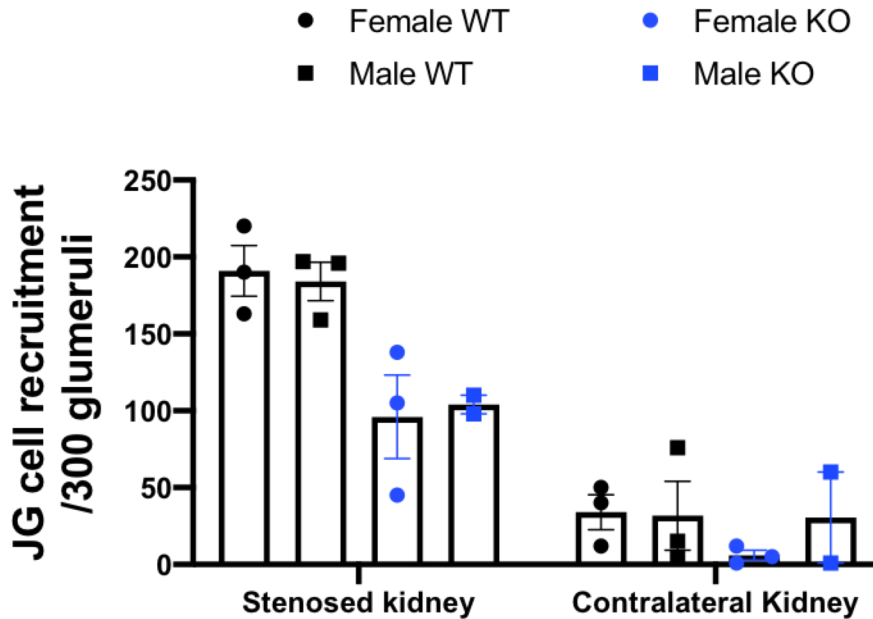 Female WT
Female KO
Male WT
Male KO
JG cell recruitment
/300 glumeruli
250
200
150
100
50
0
Stenosed kidney
Contralateral Kidney